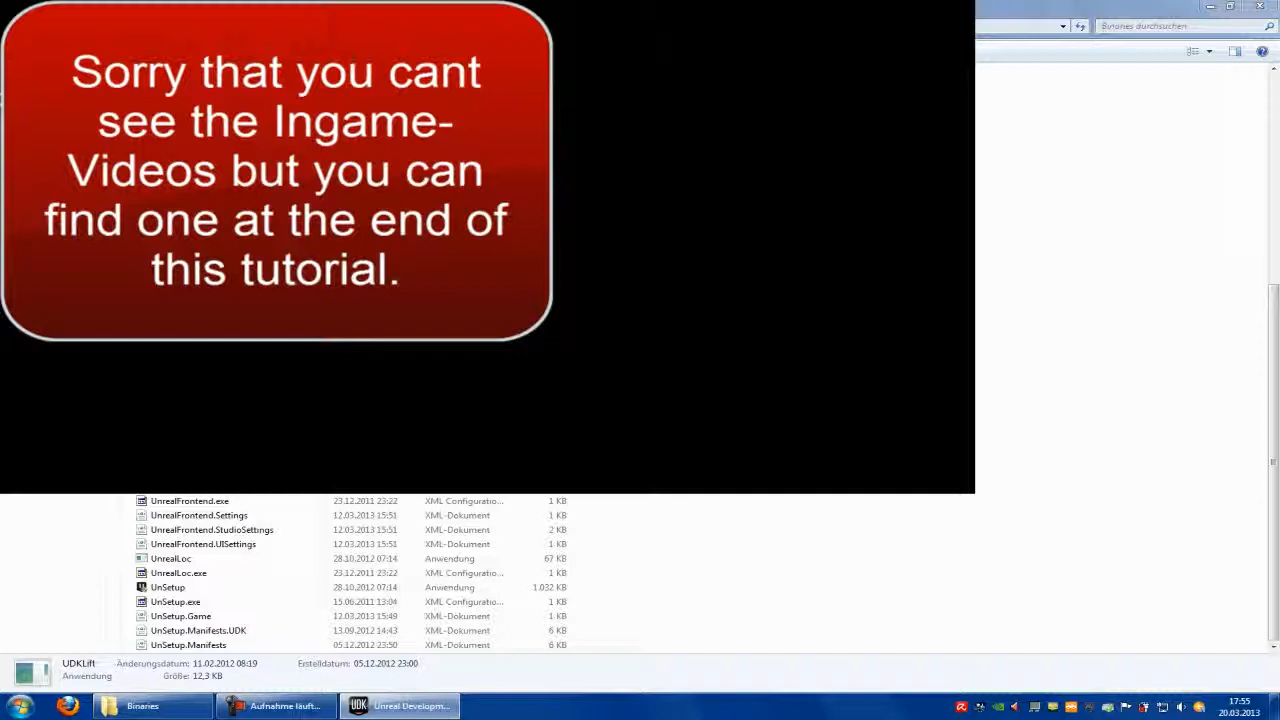 Binaries durchsuchen
Sorry that you cant
see the Ingame-
Videos but you can
find one at the end of
this tutorial.
UnrealFrontend.exe 23.12.2011 23:22 XML Configuratio... 1 KB
UnrealFrontend.Settings 12.03.2013 15:51 XML-Dokument 1 KB
UnrealFrontend.StudioSettings 12.03.2013 15:51 XML-Dokument 2 KB
UnrealFrontend.UISettings 12.03.2013 15:51 XML-Dokument 1 KB
UnrealLoc 28.10.2012 07:14 Anwendung 67 KB
UnrealLoc.exe 23.12.2011 23:22 XML Configuratio... 1 KB
UnSetup 28.10.2012 07:14 Anwendung 1.032 KB
UnSetup.exe 15.06.2011 13:04 XML Configuratio... 1 KB
UnSetup.Game 12.03.2013 15:49 XML-Dokument 1 KB
UnSetup.Manifests.UDK 13.09.2012 14:43 XML-Dokument 6 KB
UnSetup.Manifests 05.12.2012 23:50 XML-Dokument 6 KB
UDKLift Änderungsdatum: 11.02.2012 08:19 Erstelldatum: 05.12.2012 23:00
Anwendung Größe: 12,3 KB
Binaries Aufnahme läuft... UDK Unreal Developm... 17:55
20.03.2013